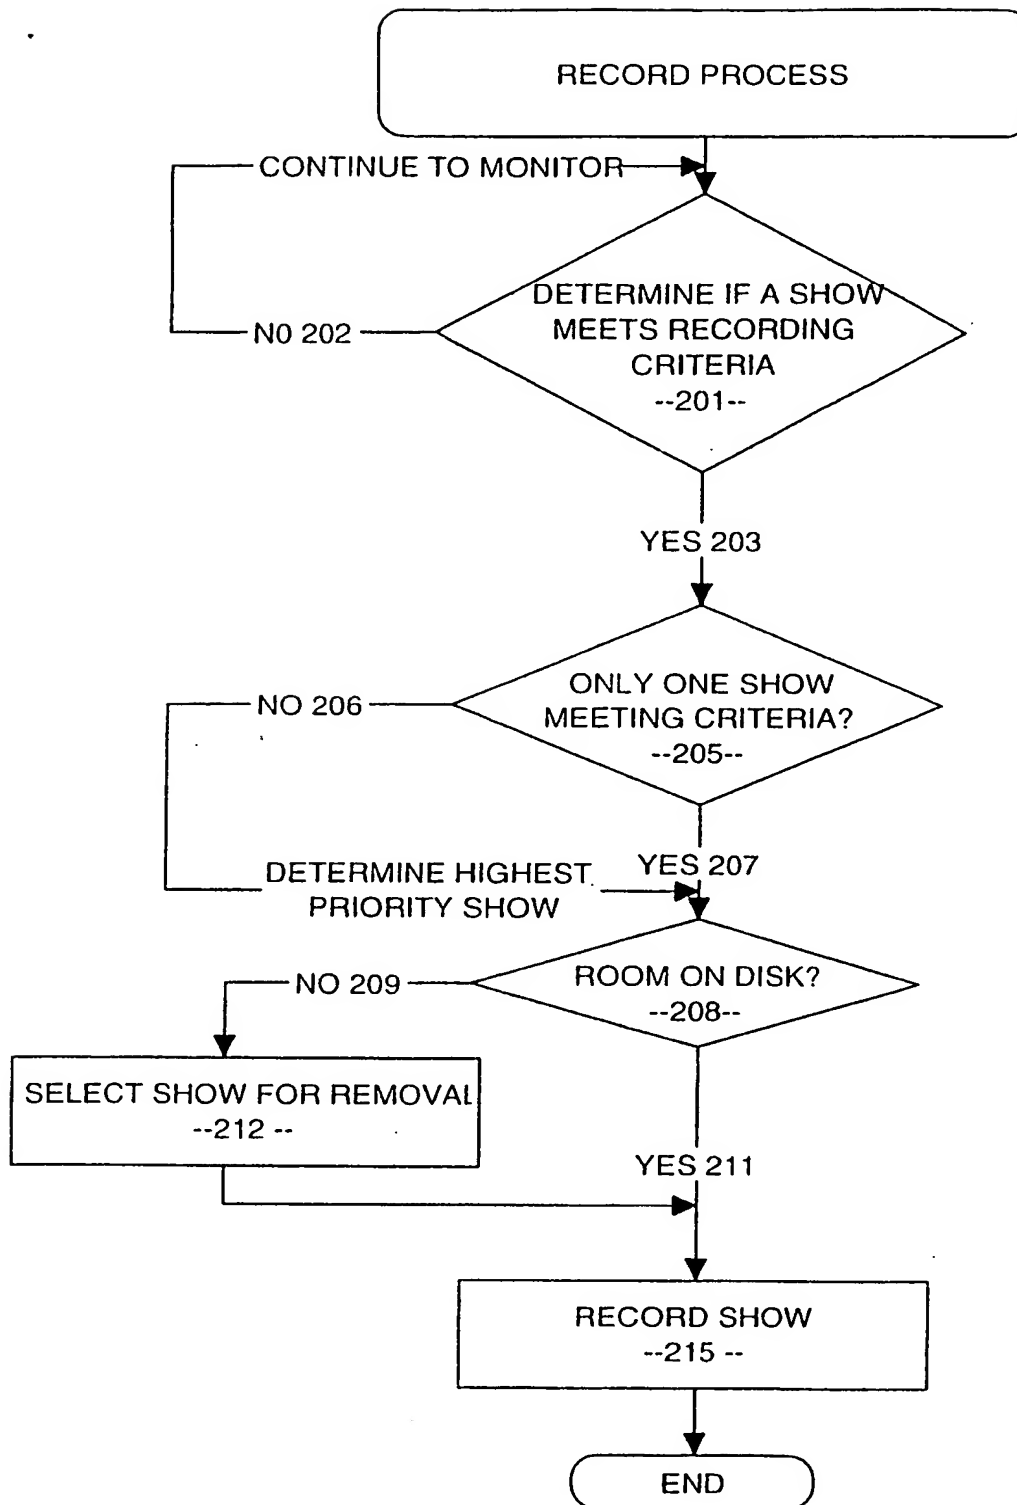 RECORD PROCESS
CONTINUE TO MONITOR
DETERMINE IF A SHOW
MEETS RECORDING
CRITERIA
--201--
N0 202
YES 203
ONLY ONE SHOW
MEETING CRITERIA?
--205--
NO 206
YES 207
DETERMINE HIGHEST
PRIORITY SHOW
ROOM ON DISK?
--208--
NO 209
SELECT SHOW FOR REMOVAL
--212 --
YES 211
RECORD SHOW
--215 --
END